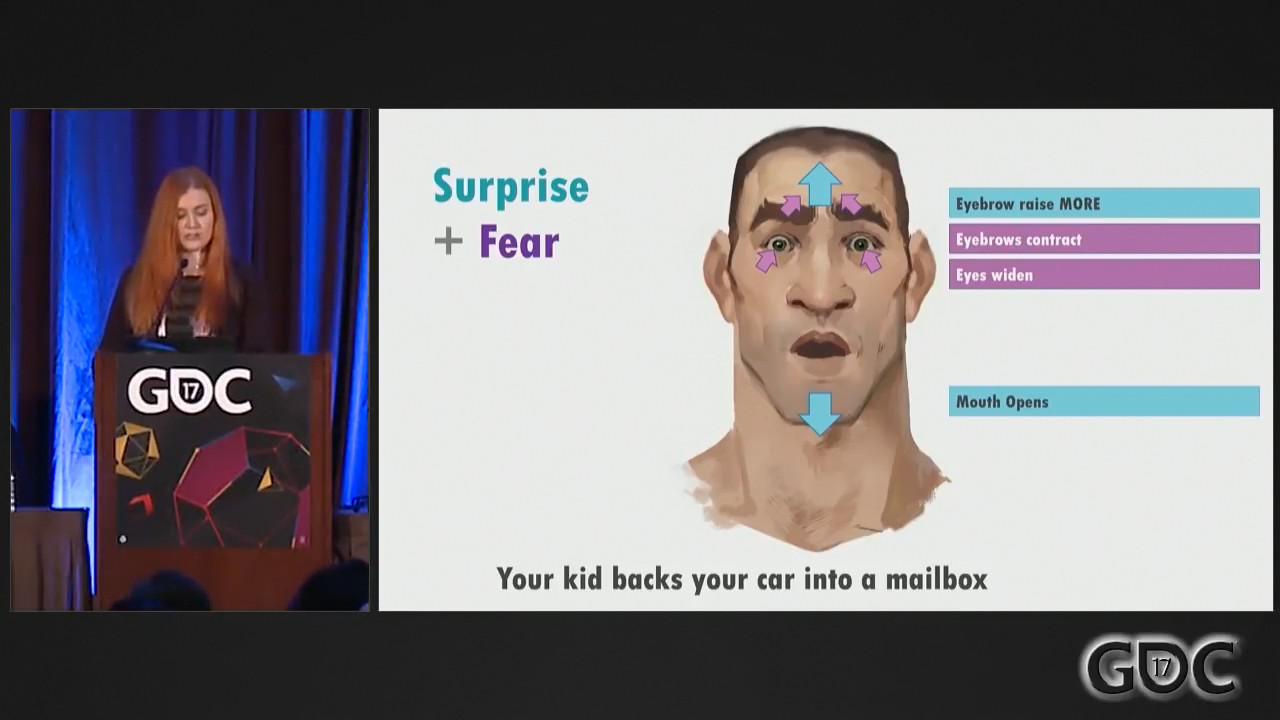 GDC
17
Surprise
+ Fear
Eyebrow raise MORE
Eyebrows contract
Eyes widen
Mouth Opens
Your kid backs your car into a mailbox
GDC
17